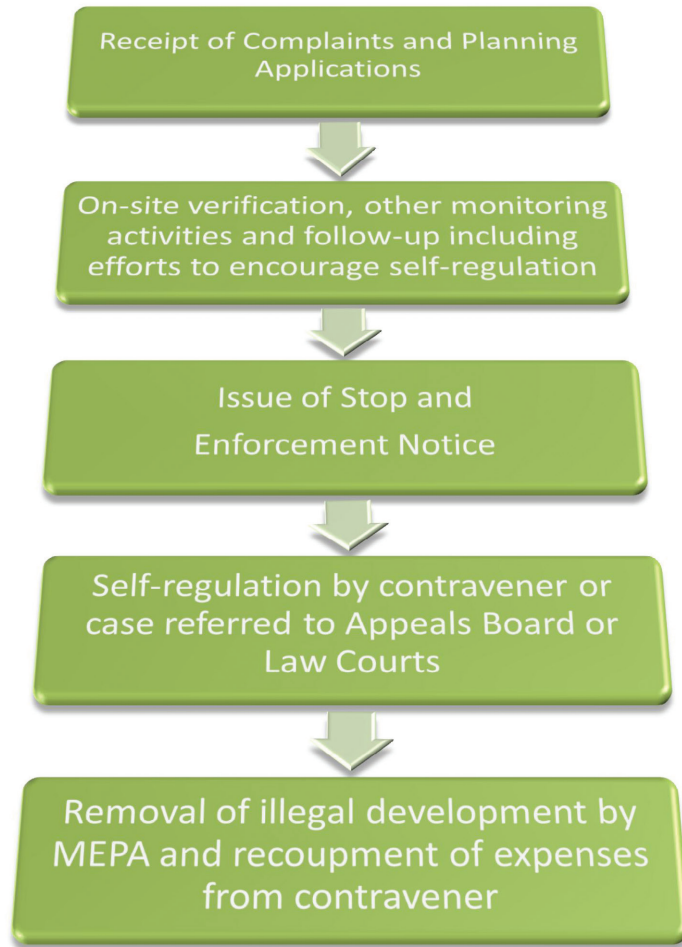 Receipt of Complaints and Planning
Applications
On-site verification, other monitoring
activities and follow-up including
efforts to encourage self-regulation
Issue of Stop and
Enforcement Notice
Self-regulation by contravener or
case referred to Appeals Board or
Law Courts
Removal of illegal development by
MEPA and recoupment of expenses
from contravener